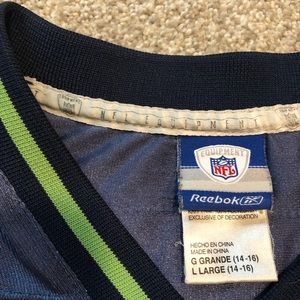 NFL EQUIPMENT
EQUIPMENT
NFL
Reebok
EXCLUSIVE OF DECORATION
HECHO EN CHINA
MADE IN CHINA
G GRANDE (14-16)
L LARGE (14-16)